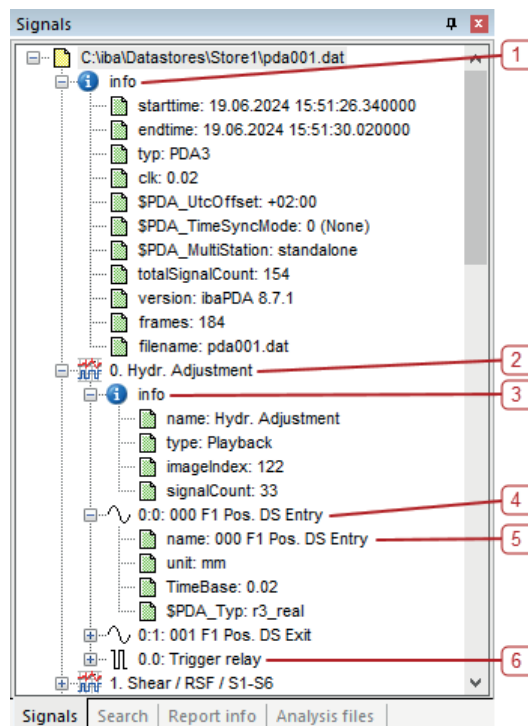 Signals
C:\iba\Datastores\Store1\pda001.dat
1
info
starttime: 19.06.2024 15:51:26.340000
endtime: 19.06.2024 15:51:30.020000
typ: PDA3
clk: 0.02
$PDA_UtcOffset: +02:00
$PDA_TimeSyncMode: 0 (None)
$PDA_MultiStation: standalone
totalSignalCount: 154
version: ibaPDA 8.7.1
frames: 184
filename: pda001.dat
0. Hydr. Adjustment 2
info 3
name: Hydr. Adjustment
type: Playback
imageIndex: 122
signalCount: 33
0:0: 000 F1 Pos. DS Entry 4
name: 000 F1 Pos. DS Entry 5
unit: mm
TimeBase: 0.02
$PDA_Typ: r3_real
0:1: 001 F1 Pos. DS Exit
0.0: Trigger relay 6
1. Shear / RSF / S1-S6
Signals Search Report info Analysis files